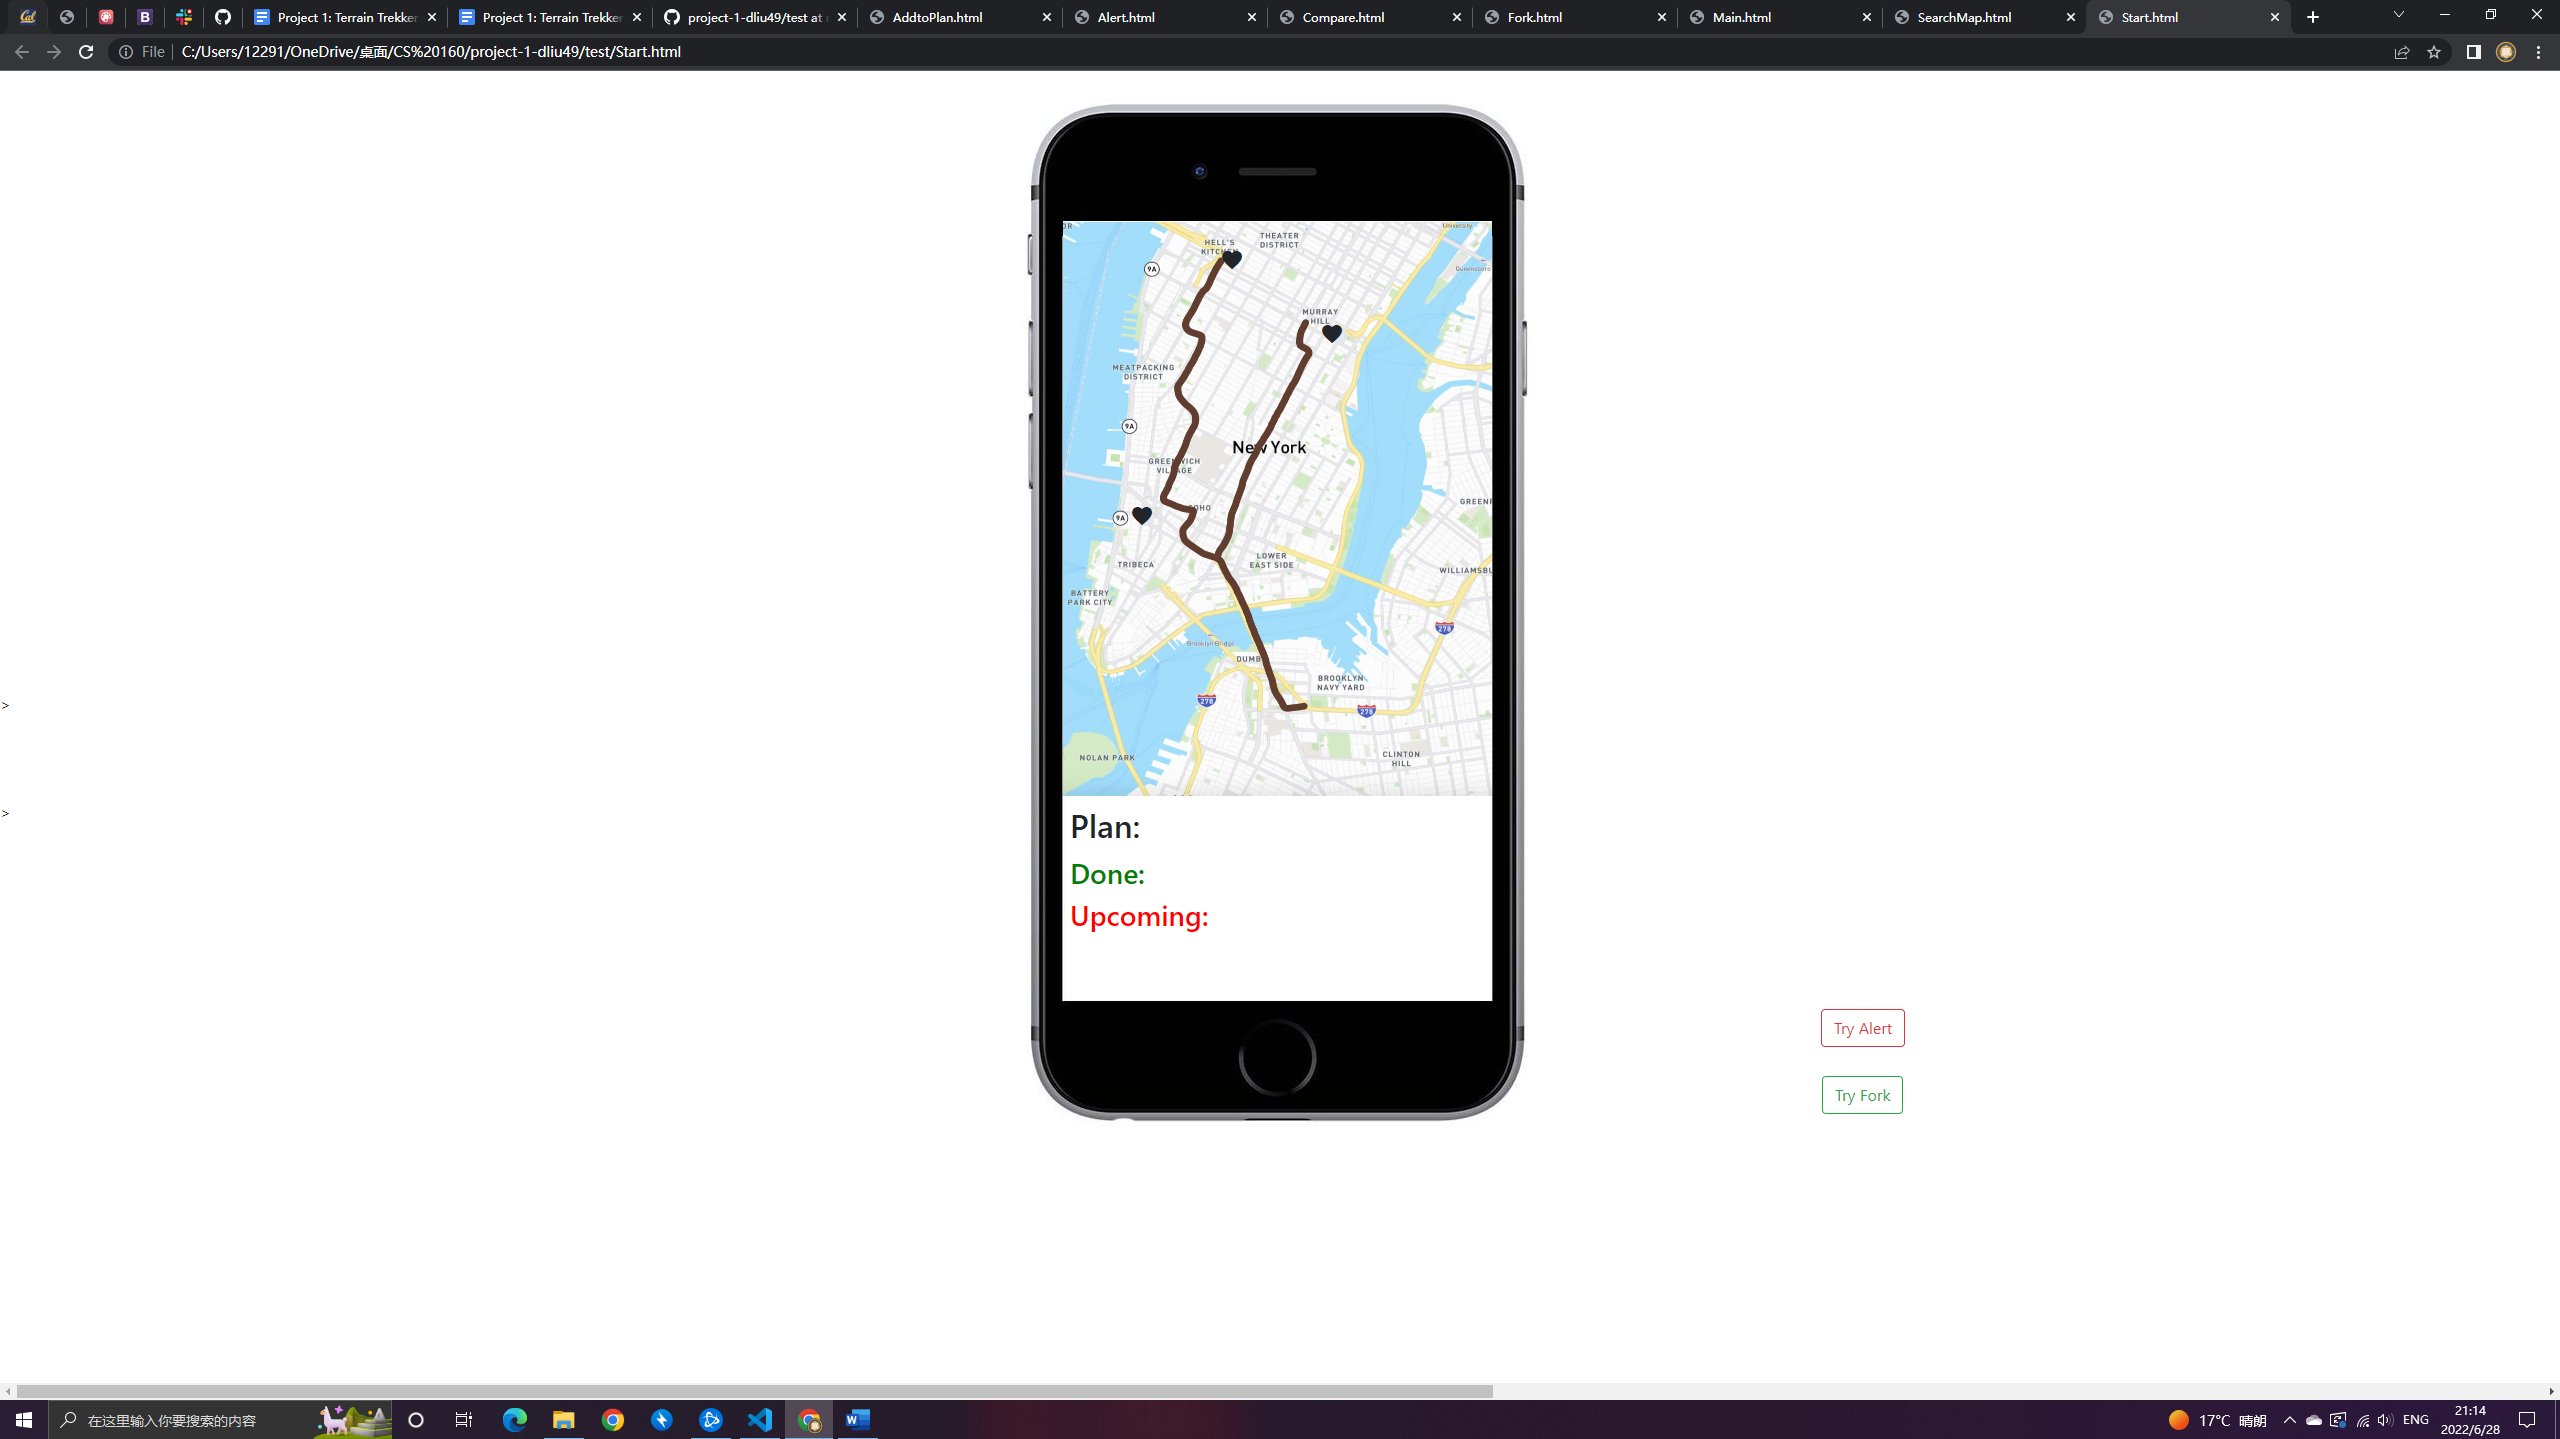 Project 1: Terrain Trekker
Project 1: Terrain Trekker
project-1-dliu49/test at
AddtoPlan.html
Alert.html
Compare.html
Fork.html
Main.html
SearchMap.html
Start.html
File
C:/Users/12291/OneDrive/桌面/CS%20160/project-1-dliu49/test/Start.html
University
HELL'S
KITCHEN
THEATER
DISTRICT
9A
Queensboro
MURRAY
HILL
MEATPACKING
DISTRICT
9A
New York
GREENWICH
VILLAGE
SOHO
9A
LOWER
EAST SIDE
TRIBECA
BATTERY
PARK CITY
278
Brooklyn Bridge
DUMB
BROOKLYN
NAVY YARD
278
278
NOLAN PARK
CLINTON
HILL
>
>
Plan:
Done:
Upcoming:
Try Alert
Try Fork
在这里输入你要搜索的内容
17°C 晴朗
ENG
21:14
2022/6/28